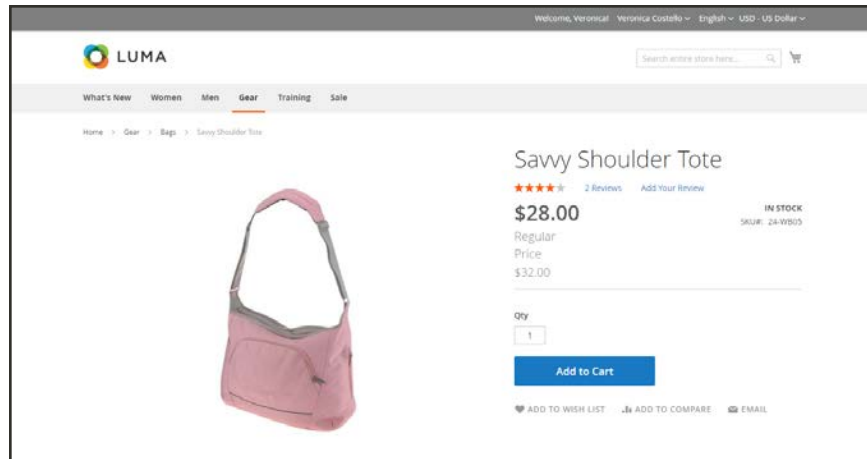 Welcome, Veronica! Veronica Costello English USD - US Dollar
LUMA
Search entire store here...
What's New Women Men Gear Training Sale
Home > Gear > Bags > Savvy Shoulder Tote
Savvy Shoulder Tote
2 Reviews Add Your Review
$28.00
IN STOCK
SKU#: 24-WB05
Regular
Price
$32.00
Qty
1
Add to Cart
ADD TO WISH LIST ADD TO COMPARE EMAIL